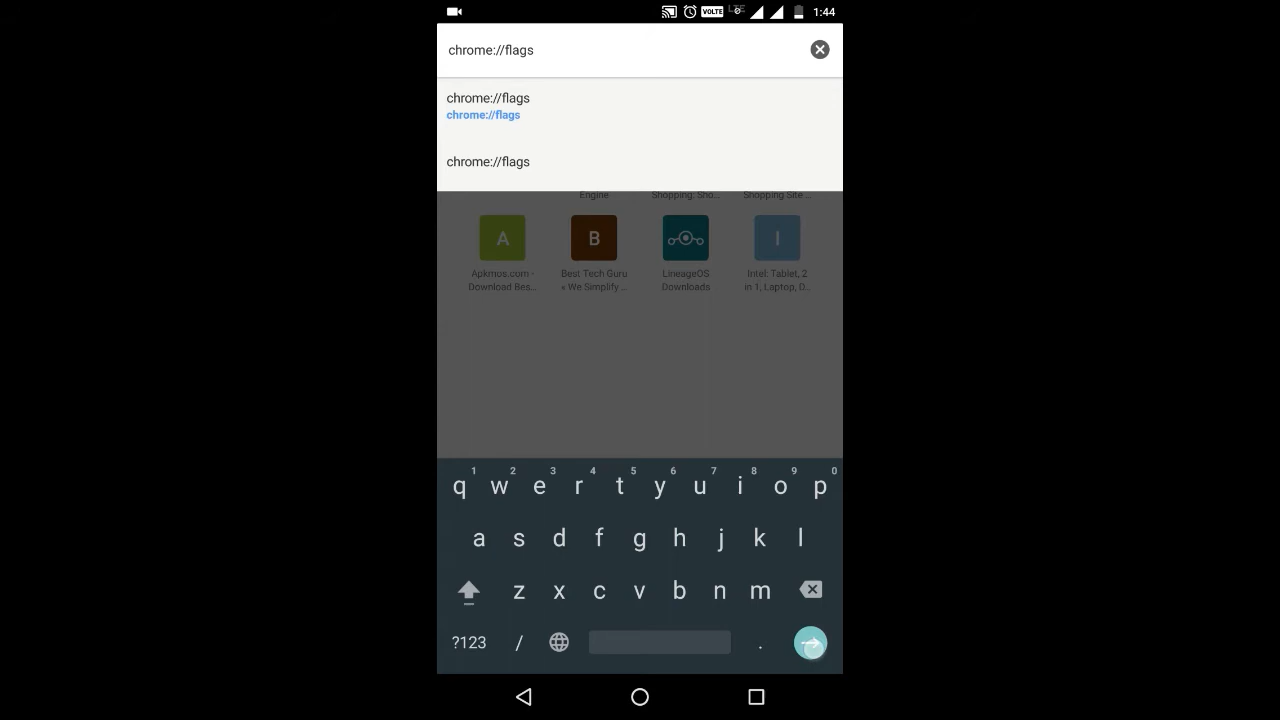 VOLTE LTE 1:44
chrome://flags
chrome://flags
chrome://flags
chrome://flags
Engine Shopping: Sho... Shopping Site ...
A B I
Apkmos.com - Best Tech Guru LineageOS Intel: Tablet, 2
Download Bes... « We Simplify ... Downloads in 1, Laptop, D...
1 2 3 4 5 6 7 8 9 0
q w e r t y u i o p
a s d f g h j k l
z x c v b n m
?123 / .